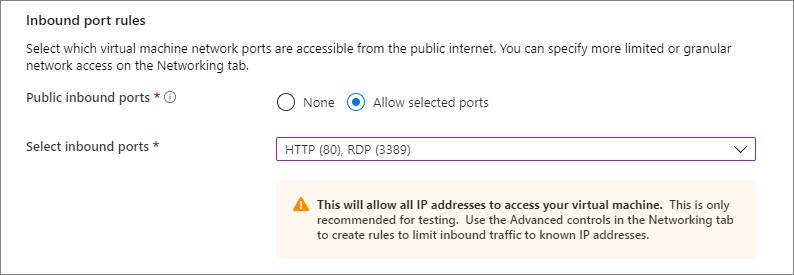 Inbound port rules
Select which virtual machine network ports are accessible from the public internet. You can specify more limited or granular
network access on the Networking tab.
Public inbound ports * ⓘ
None
Allow selected ports
Select inbound ports *
HTTP (80), RDP (3389)
This will allow all IP addresses to access your virtual machine. This is only
recommended for testing. Use the Advanced controls in the Networking tab
to create rules to limit inbound traffic to known IP addresses.